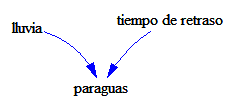 lluvia
tiempo de retraso
paraguas